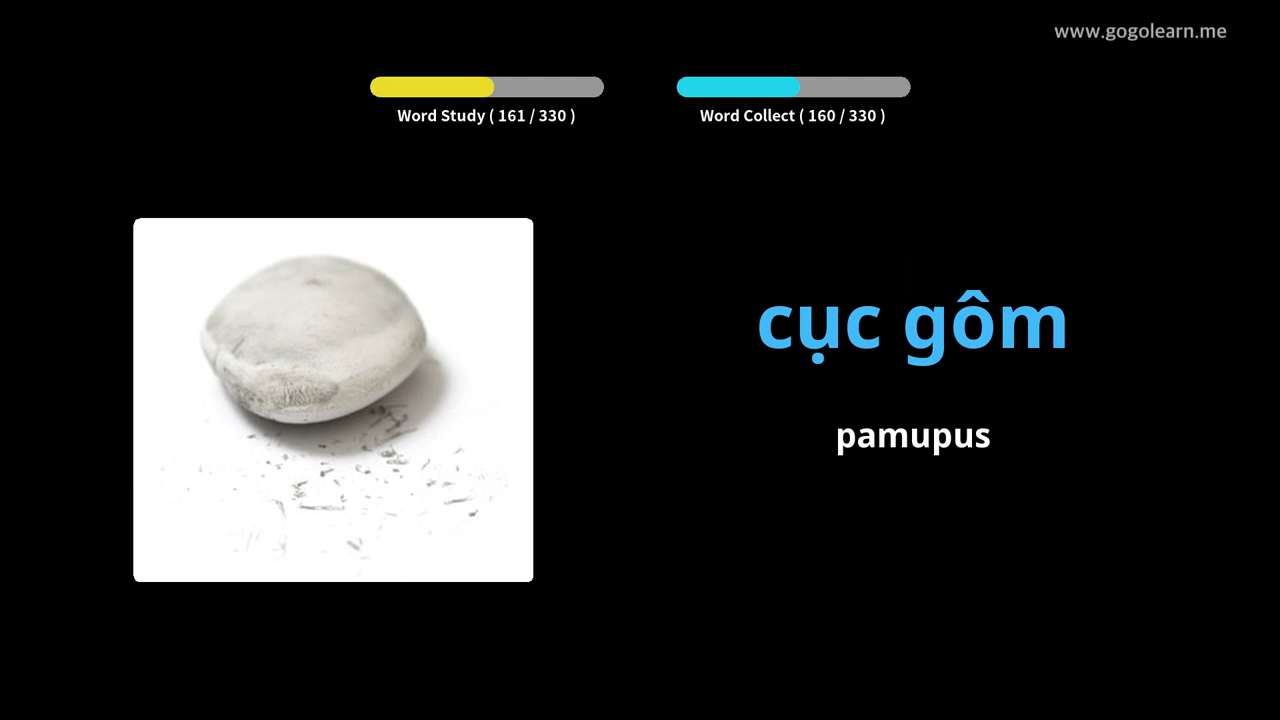 www.gogolearn.me
Word Study ( 161 / 330 )
Word Collect ( 160 / 330 )
cục gôm
pamupus